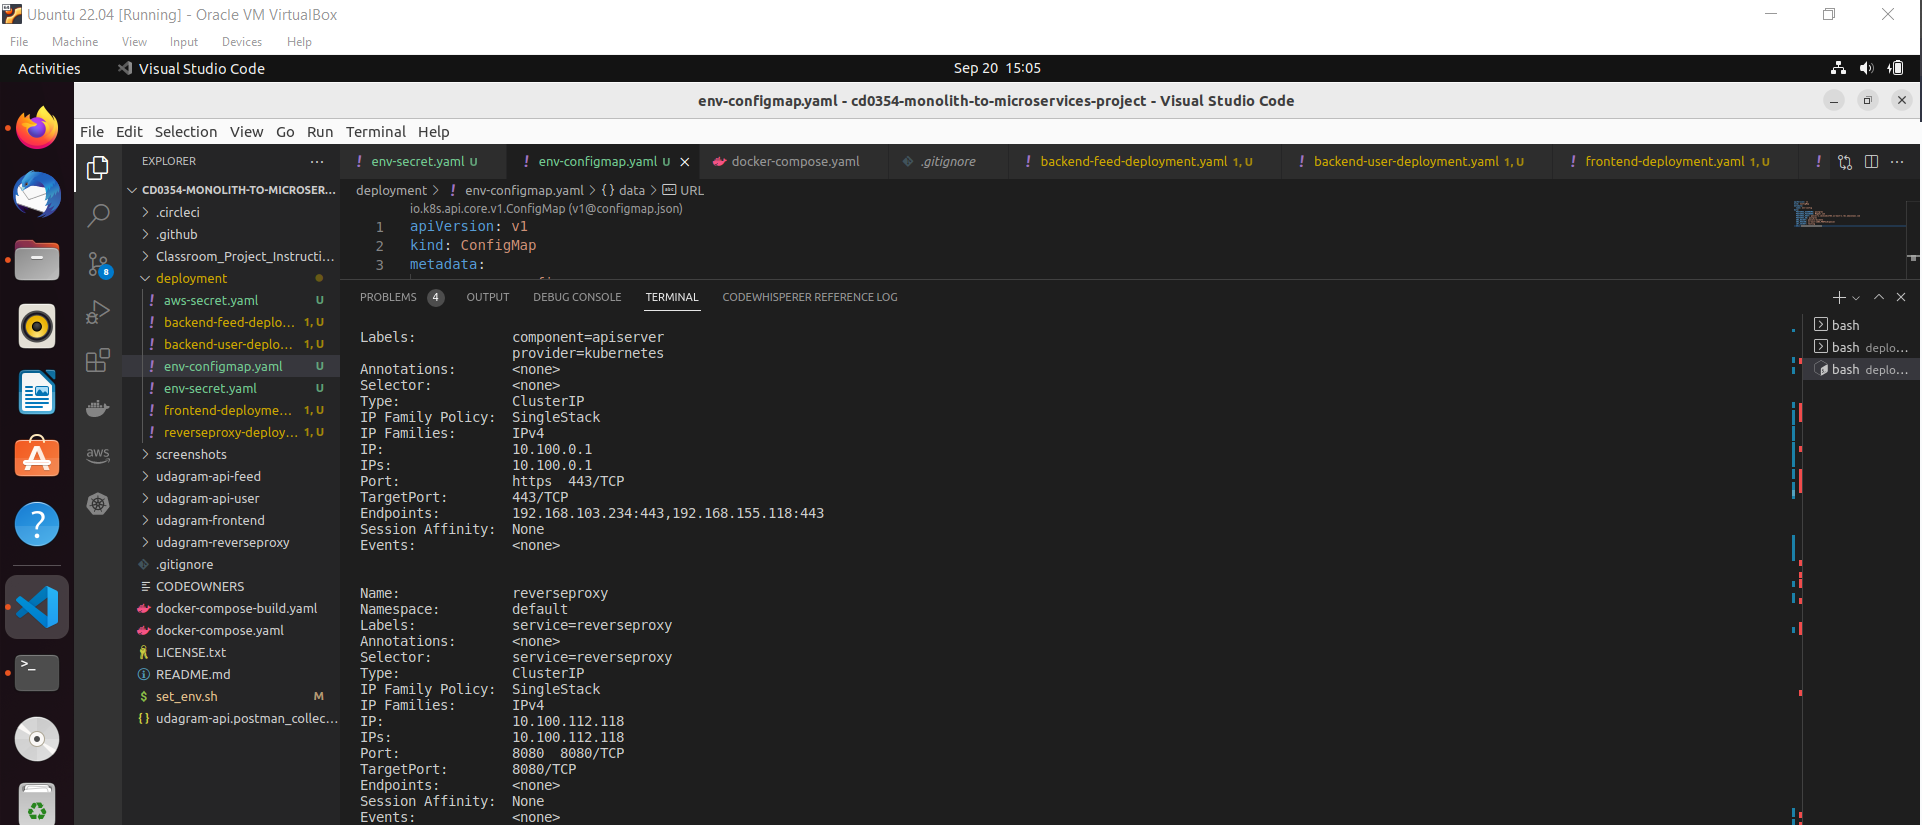 Ubuntu 22.04 [Running] - Oracle VM VirtualBox
File Machine View Input Devices Help
Activities Visual Studio Code Sep 20 15:05
env-configmap.yaml - cd0354-monolith-to-microservices-project - Visual Studio Code
File Edit Selection View Go Run Terminal Help
EXPLORER
CD0354-MONOLITH-TO-MICROSER...
.circleci
.github
Classroom_Project_Instructi...
deployment
aws-secret.yaml U
backend-feed-deplo... 1, U
backend-user-deplo... 1, U
env-configmap.yaml U
env-secret.yaml U
frontend-deployme... 1, U
reverseproxy-deploy... 1, U
screenshots
udagram-api-feed
udagram-api-user
udagram-frontend
udagram-reverseproxy
.gitignore
CODEOWNERS
docker-compose-build.yaml
docker-compose.yaml
LICENSE.txt
README.md
$ set_env.sh M
{} udagram-api.postman_collec...
8
aws
! env-secret.yaml U ! env-configmap.yaml U docker-compose.yaml .gitignore ! backend-feed-deployment.yaml 1, U ! backend-user-deployment.yaml 1, U ! frontend-deployment.yaml 1, U !
deployment > ! env-configmap.yaml > {} data > URL
io.k8s.api.core.v1.ConfigMap (v1@configmap.json)
1 apiVersion: v1
2 kind: ConfigMap
3 metadata:
PROBLEMS 4 OUTPUT DEBUG CONSOLE TERMINAL CODEWHISPERER REFERENCE LOG
Labels: component=apiserver
provider=kubernetes
Annotations: <none>
Selector: <none>
Type: ClusterIP
IP Family Policy: SingleStack
IP Families: IPv4
IP: 10.100.0.1
IPs: 10.100.0.1
Port: https 443/TCP
TargetPort: 443/TCP
Endpoints: 192.168.103.234:443,192.168.155.118:443
Session Affinity: None
Events: <none>
Name: reverseproxy
Namespace: default
Labels: service=reverseproxy
Annotations: <none>
Selector: service=reverseproxy
Type: ClusterIP
IP Family Policy: SingleStack
IP Families: IPv4
IP: 10.100.112.118
IPs: 10.100.112.118
Port: 8080 8080/TCP
TargetPort: 8080/TCP
Endpoints: <none>
Session Affinity: None
Events: <none>
bash
bash deplo...
bash deplo...